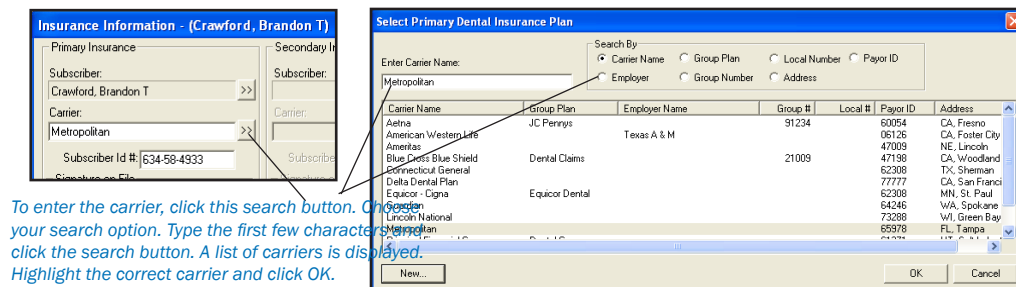 Insurance Information - (Crawford, Brandon T)
Primary Insurance
Secondary In
Subscriber:
Subscriber:
Crawford, Brandon T
>>
Carrier:
Carrier:
Metropolitan
>>
Subscriber Id #: 634-58-4933
Subscribe
Signature on File
To enter the carrier, click this search button. Choose
your search option. Type the first few characters and
click the search button. A list of carriers is displayed.
Highlight the correct carrier and click OK.
Select Primary Dental Insurance Plan
Enter Carrier Name:
Metropolitan
Search By
Carrier Name Group Plan Local Number Payor ID
Employer Group Number Address
Carrier Name Group Plan Employer Name Group # Local # Payor ID Address
Aetna JC Pennys 91234 60054 CA, Fresno
American Western Life Texas A & M 06126 CA, Foster City
Ameritas 47009 NE, Lincoln
Blue Cross Blue Shield Dental Claims 21009 47198 CA, Woodland
Connecticut General 62308 TX, Sherman
Delta Dental Plan 77777 CA, San Franci
Equicor - Cigna Equicor Dental 62308 MN, St. Paul
Guardian 64246 WA, Spokane
Lincoln National 73288 WI, Green Bay
Metropolitan 65978 FL, Tampa
New... OK Cancel